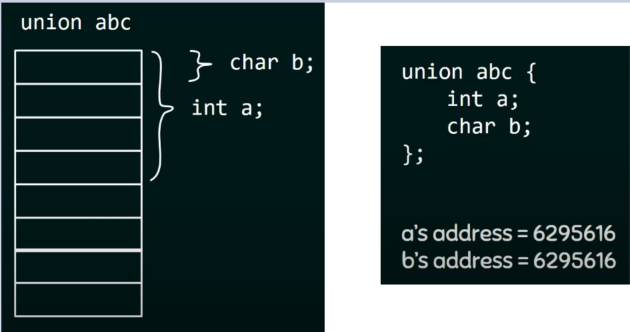 union abc
char b;
int a;
union abc {
int a;
char b;
};
a's address = 6295616
b's address = 6295616